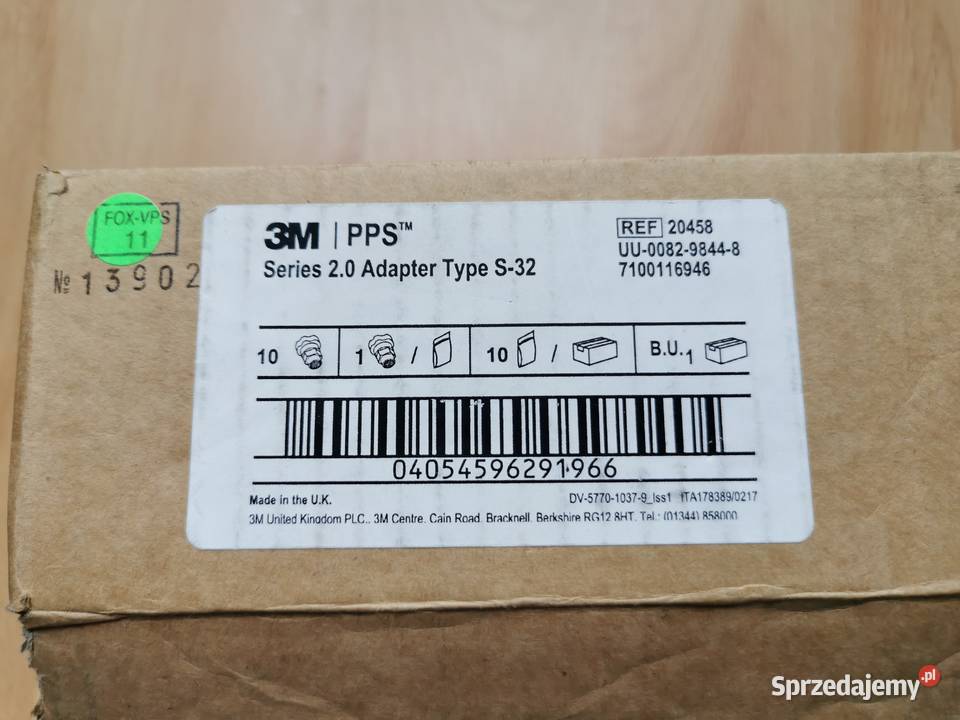 FOX-VPS
11
№ 13902
3M | PPS™
Series 2.0 Adapter Type S-32
REF 20458
UU-0082-9844-8
7100116946
10 1 / 10 / B.U. 1
04054596291966
Made in the U.K.
DV-5770-1037-9_Iss1 ITA178389/0217
3M United Kingdom PLC., 3M Centre, Cain Road, Bracknell, Berkshire RG12 8HT, Tel.: (01344) 858000
Sprzedajemy.pl